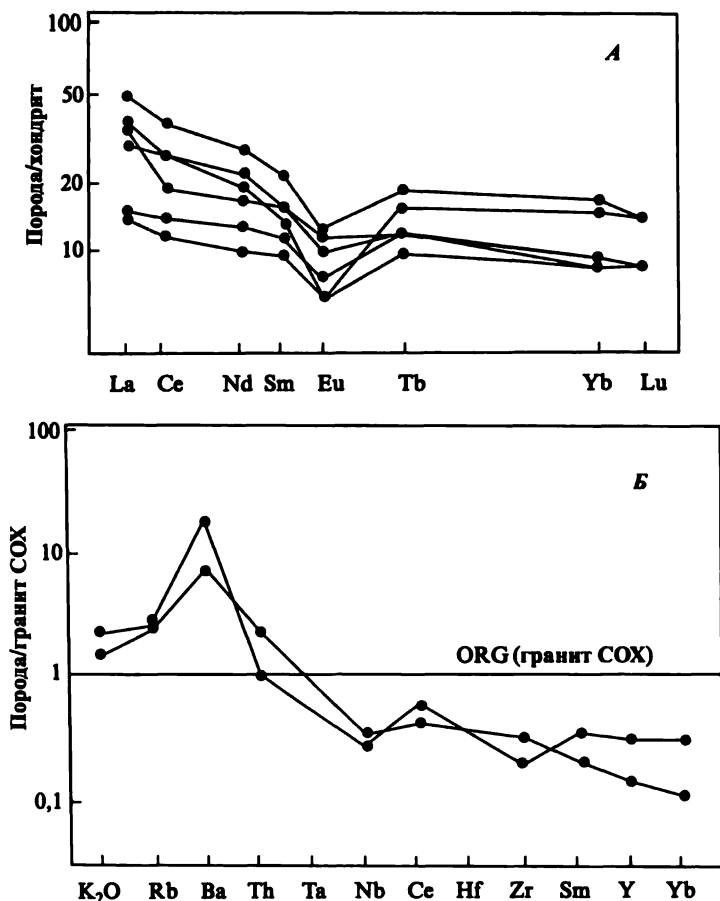 100
А
50
20
10
Порода/хондрит
La Ce Nd Sm Eu Tb Yb Lu
100
Б
10
1
0,1
Порода/гранит СОХ
ORG (гранит СОХ)
K₂O Rb Ba Th Ta Nb Ce Hf Zr Sm Y Yb